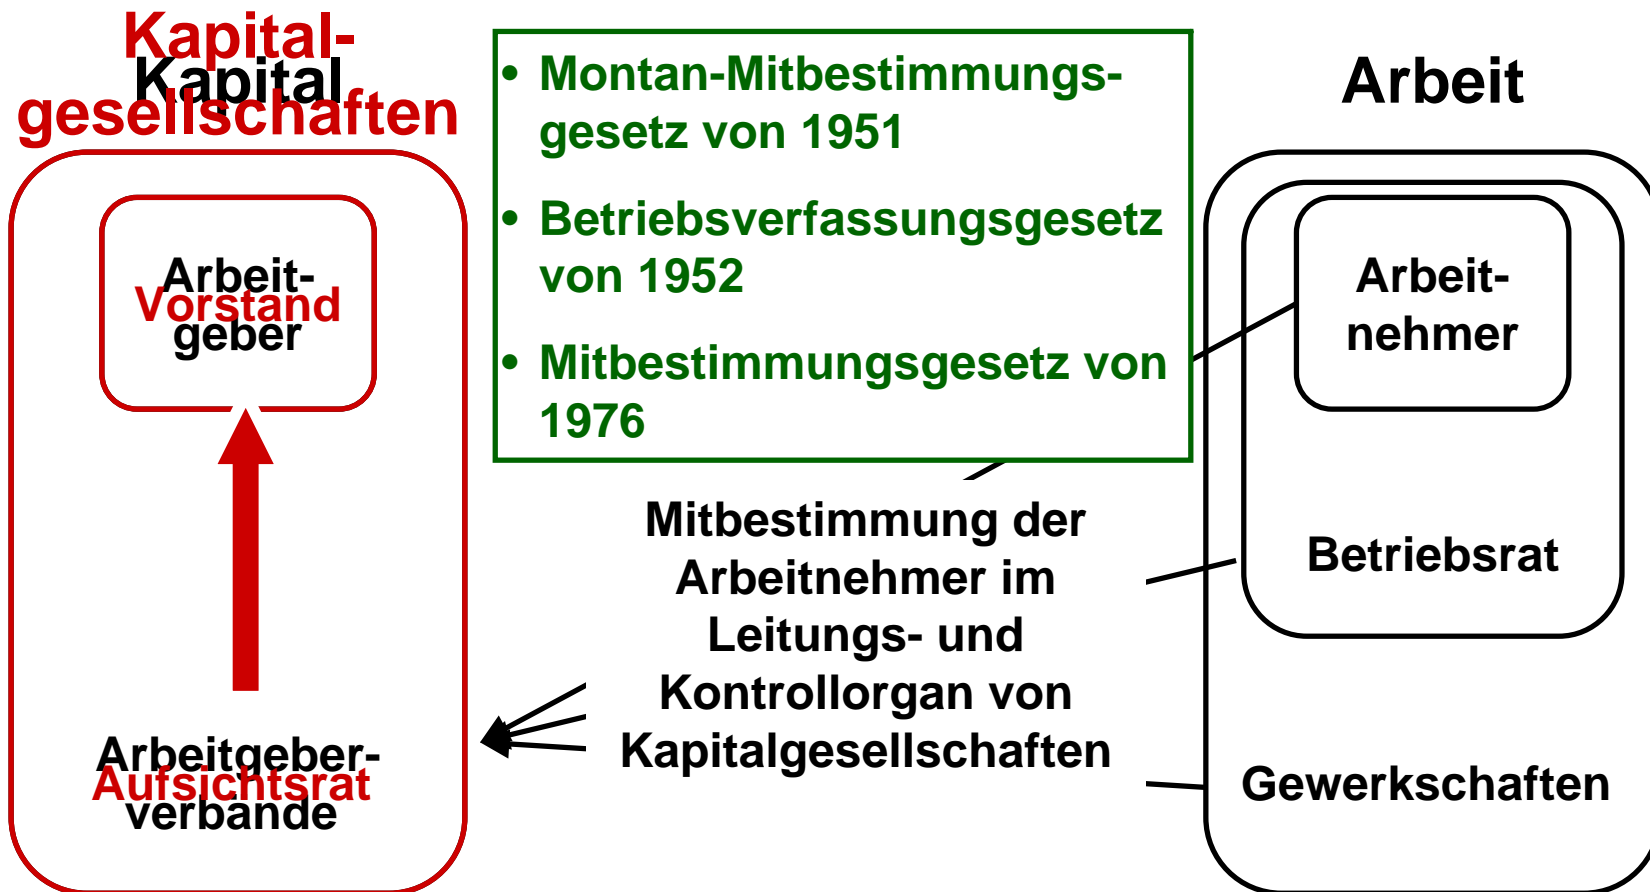 Kapital-
gesellschaften
Kapital
Arbeit-
geber
Vorstand
Arbeitgeber-
verbände
Aufsichtsrat
• Montan-Mitbestimmungs-
gesetz von 1951
• Betriebsverfassungsgesetz
von 1952
• Mitbestimmungsgesetz von
1976
Mitbestimmung der
Arbeitnehmer im
Leitungs- und
Kontrollorgan von
Kapitalgesellschaften
Arbeit
Arbeit-
nehmer
Betriebsrat
Gewerkschaften